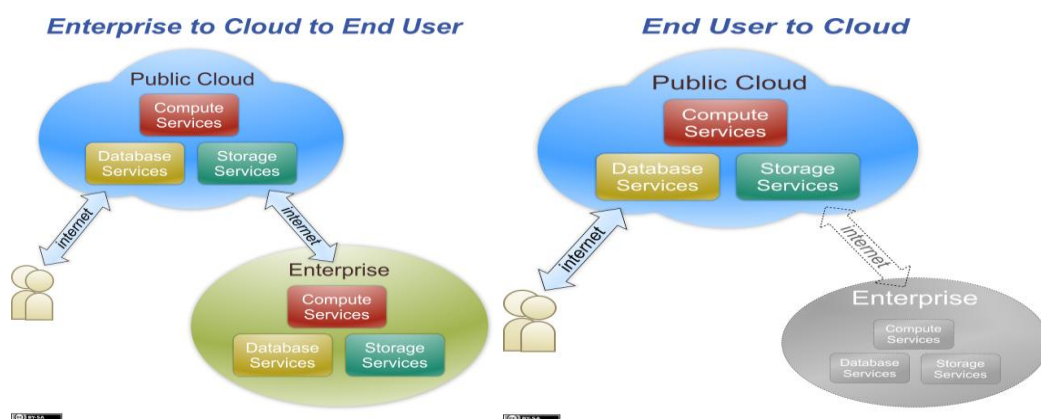 Enterprise to Cloud to End User
Public Cloud
Compute
Services
Database
Services
Storage
Services
internet
internet
Enterprise
Compute
Services
Database
Services
Storage
Services
End User to Cloud
Public Cloud
Compute
Services
Database
Services
Storage
Services
internet
internet
Enterprise
Compute
Services
Database
Services
Storage
Services